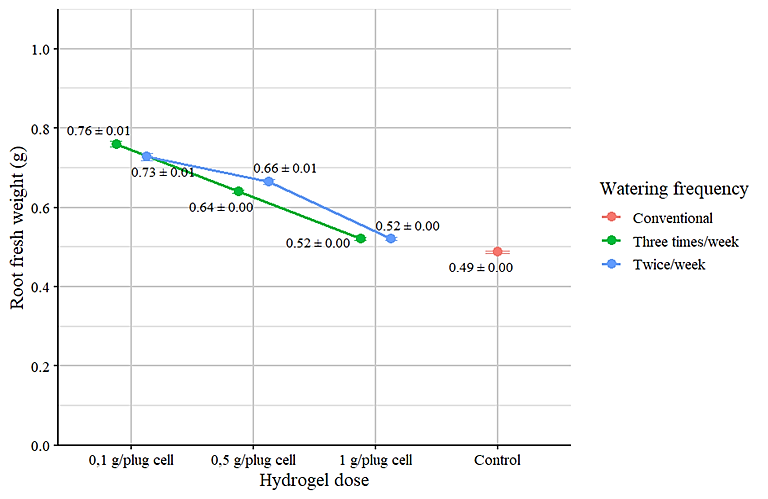 1.0
0.8
0.6
0.4
0.2
0.0
Root fresh weight (g)
0.76 ± 0.01
0.73 ± 0.01
0.66 ± 0.01
0.64 ± 0.00
0.52 ± 0.00
0.52 ± 0.00
0.49 ± 0.00
0,1 g/plug cell
0,5 g/plug cell
1 g/plug cell
Control
Hydrogel dose
Watering frequency
Conventional
Three times/week
Twice/week